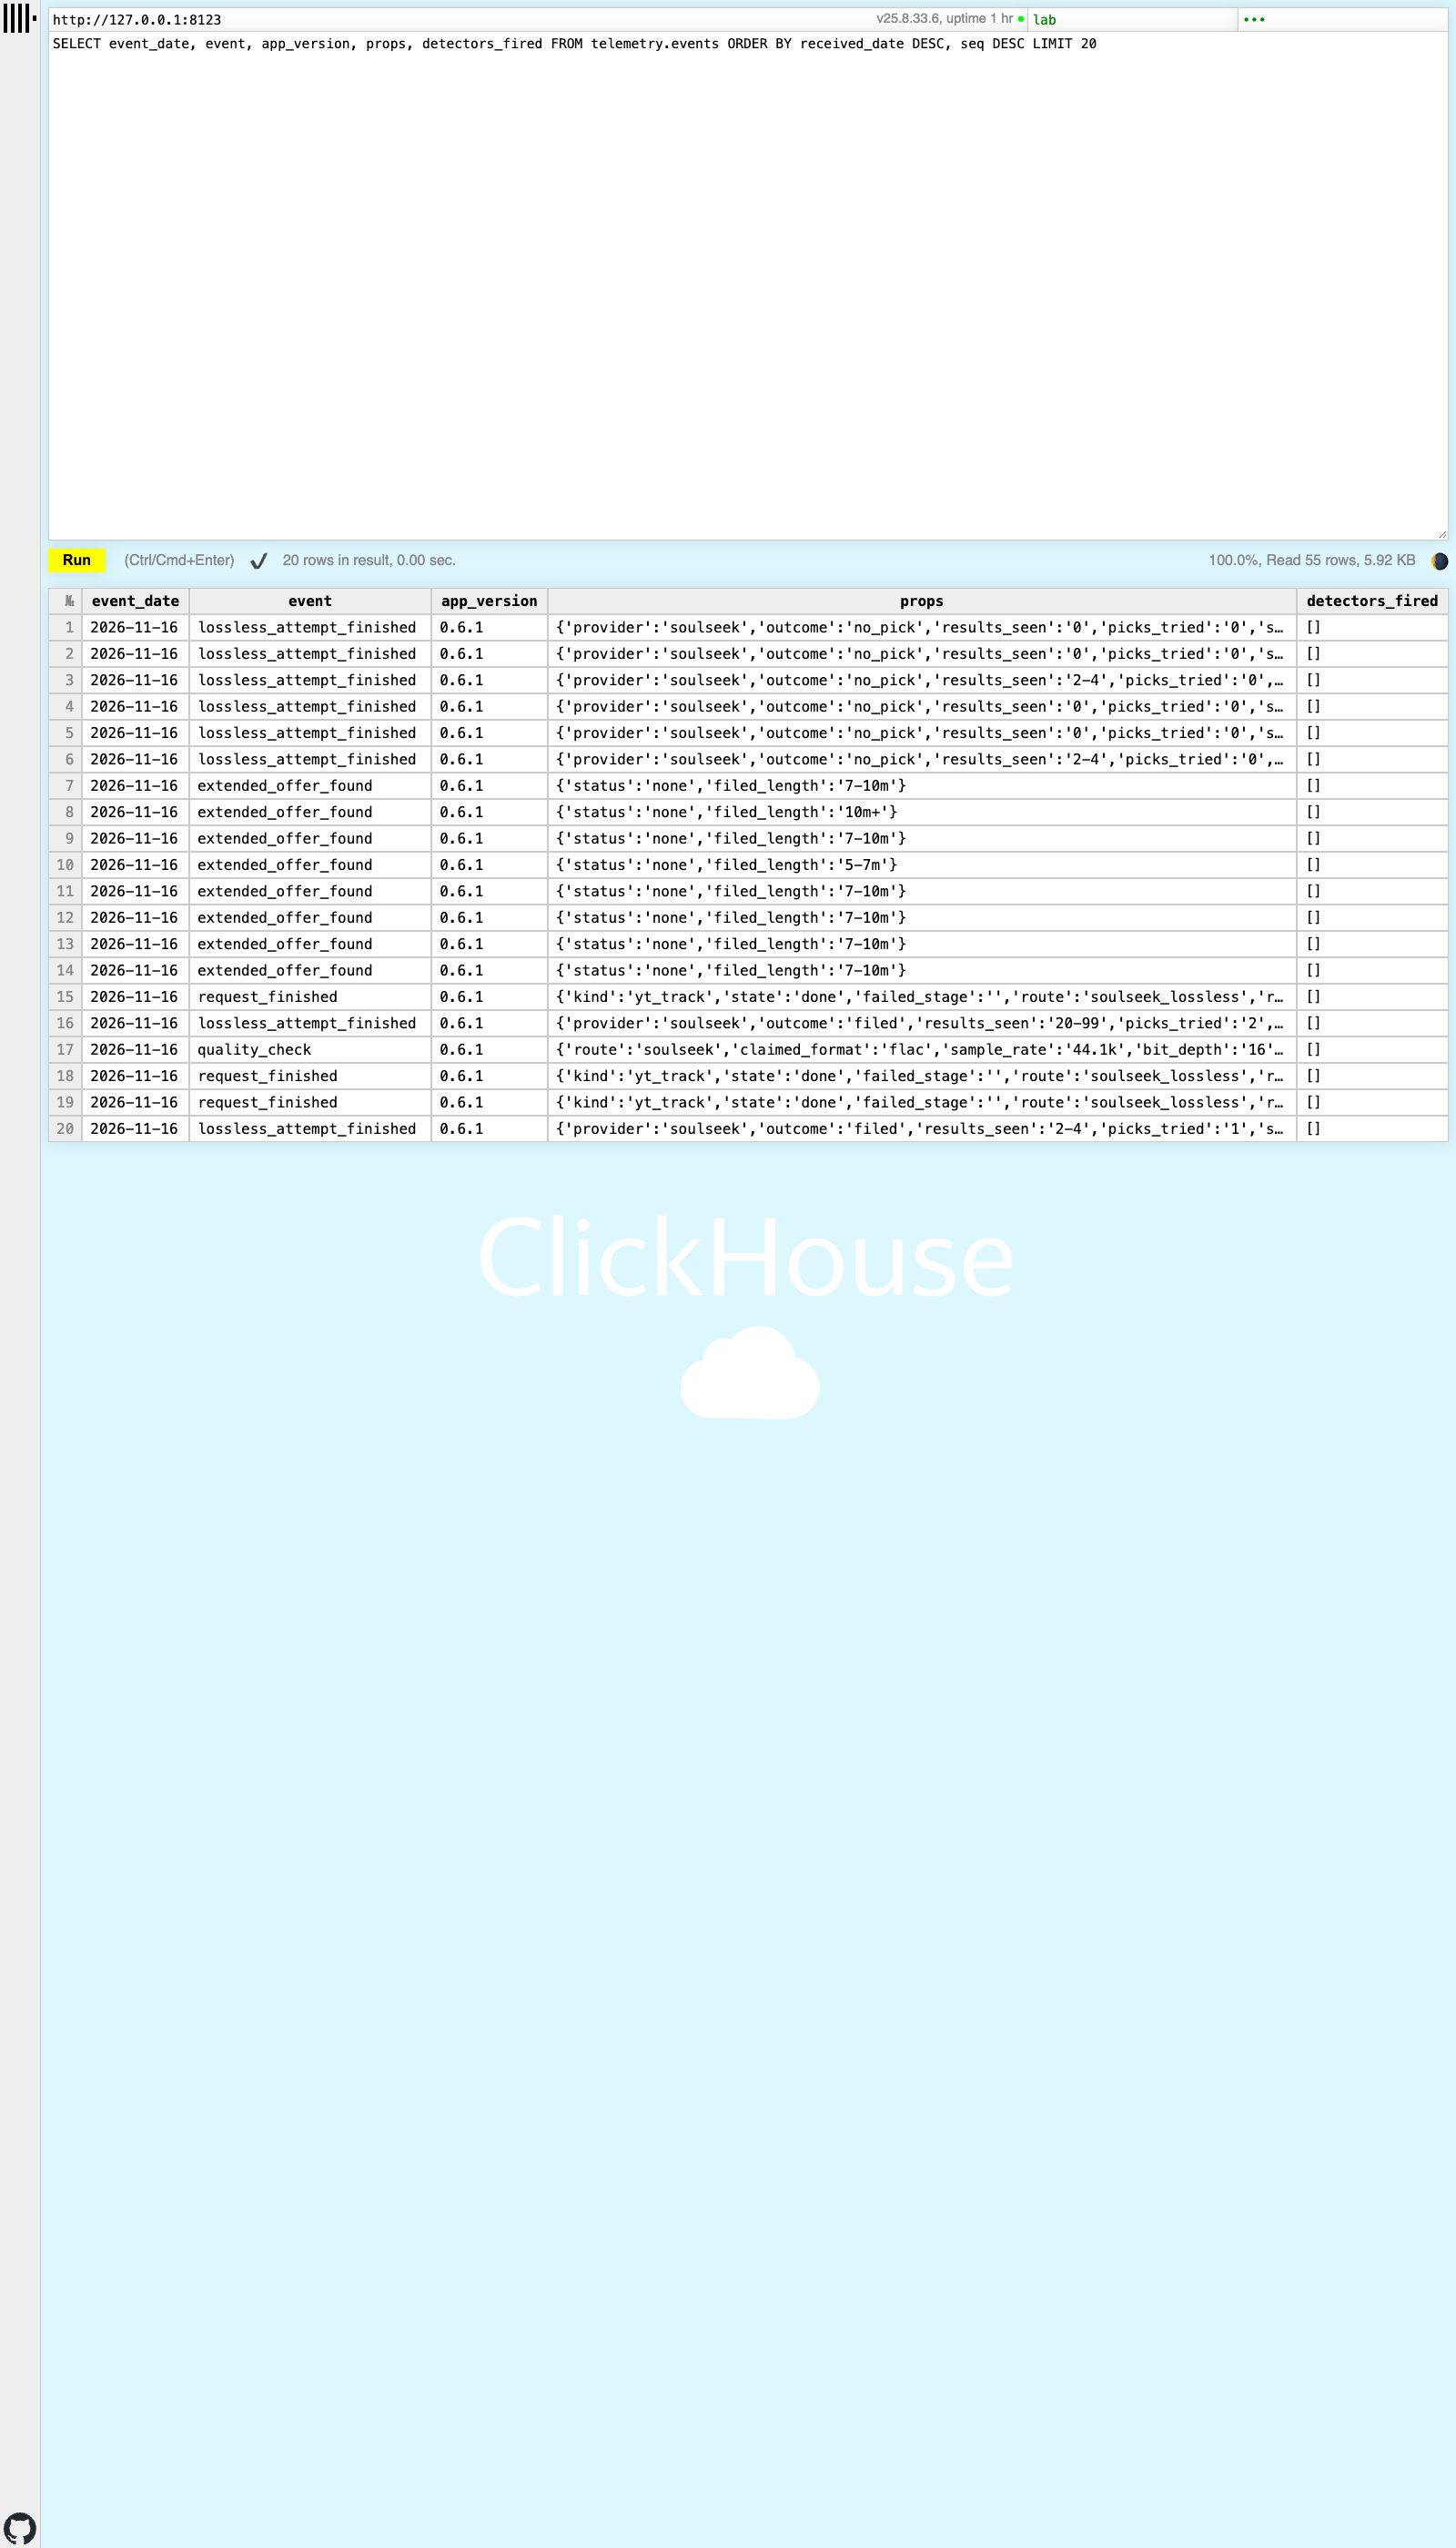 http://127.0.0.1:8123 v25.8.33.6, uptime 1 hr lab •••
SELECT event_date, event, app_version, props, detectors_fired FROM telemetry.events ORDER BY received_date DESC, seq DESC LIMIT 20
Run (Ctrl/Cmd+Enter) ✔ 20 rows in result, 0.00 sec. 100.0%, Read 55 rows, 5.92 KB
№ event_date event app_version props detectors_fired
1 2026-11-16 lossless_attempt_finished 0.6.1 {'provider':'soulseek','outcome':'no_pick','results_seen':'0','picks_tried':'0','s… []
2 2026-11-16 lossless_attempt_finished 0.6.1 {'provider':'soulseek','outcome':'no_pick','results_seen':'0','picks_tried':'0','s… []
3 2026-11-16 lossless_attempt_finished 0.6.1 {'provider':'soulseek','outcome':'no_pick','results_seen':'2-4','picks_tried':'0',… []
4 2026-11-16 lossless_attempt_finished 0.6.1 {'provider':'soulseek','outcome':'no_pick','results_seen':'0','picks_tried':'0','s… []
5 2026-11-16 lossless_attempt_finished 0.6.1 {'provider':'soulseek','outcome':'no_pick','results_seen':'0','picks_tried':'0','s… []
6 2026-11-16 lossless_attempt_finished 0.6.1 {'provider':'soulseek','outcome':'no_pick','results_seen':'2-4','picks_tried':'0',… []
7 2026-11-16 extended_offer_found 0.6.1 {'status':'none','filed_length':'7-10m'} []
8 2026-11-16 extended_offer_found 0.6.1 {'status':'none','filed_length':'10m+'} []
9 2026-11-16 extended_offer_found 0.6.1 {'status':'none','filed_length':'7-10m'} []
10 2026-11-16 extended_offer_found 0.6.1 {'status':'none','filed_length':'5-7m'} []
11 2026-11-16 extended_offer_found 0.6.1 {'status':'none','filed_length':'7-10m'} []
12 2026-11-16 extended_offer_found 0.6.1 {'status':'none','filed_length':'7-10m'} []
13 2026-11-16 extended_offer_found 0.6.1 {'status':'none','filed_length':'7-10m'} []
14 2026-11-16 extended_offer_found 0.6.1 {'status':'none','filed_length':'7-10m'} []
15 2026-11-16 request_finished 0.6.1 {'kind':'yt_track','state':'done','failed_stage':'','route':'soulseek_lossless','r… []
16 2026-11-16 lossless_attempt_finished 0.6.1 {'provider':'soulseek','outcome':'filed','results_seen':'20-99','picks_tried':'2',… []
17 2026-11-16 quality_check 0.6.1 {'route':'soulseek','claimed_format':'flac','sample_rate':'44.1k','bit_depth':'16'… []
18 2026-11-16 request_finished 0.6.1 {'kind':'yt_track','state':'done','failed_stage':'','route':'soulseek_lossless','r… []
19 2026-11-16 request_finished 0.6.1 {'kind':'yt_track','state':'done','failed_stage':'','route':'soulseek_lossless','r… []
20 2026-11-16 lossless_attempt_finished 0.6.1 {'provider':'soulseek','outcome':'filed','results_seen':'2-4','picks_tried':'1','s… []
ClickHouse